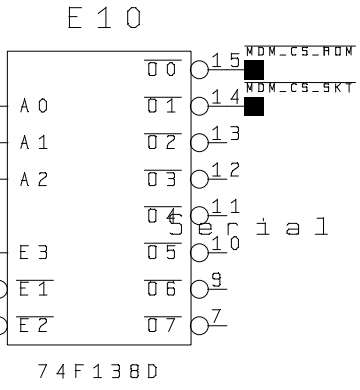 E10
O0 15 MDM_CS_ROM
A0 O1 14 MDM_CS_SKT
A1 O2 13
A2 O3 12
O4 11
Serial
E3 O5 10
E1 O6 9
E2 O7 7
74F138D